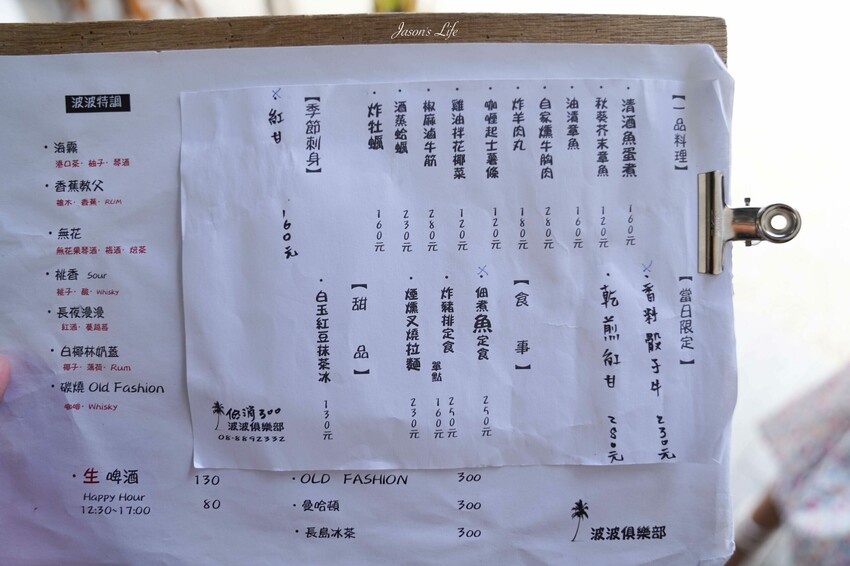 Jason's Life
波波特調
・海霧
港口茶・柚子・琴酒
・香蕉教父
橡木・香蕉・RUM
・無花
無花果琴酒・梅酒・焙茶
・桃香 Sour
桃子・醋・Whisky
・長夜漫漫
紅酒・蔓越莓
・白椰林奶蓋
椰子・薄荷・Rum
・碳燒 Old Fashion
咖啡・Whisky
・生 啤酒 130
Happy Hour 80
12:30~17:00
・OLD FASHION 300
・曼哈頓 300
・長島冰茶 300
波波俱樂部
【一品料理】
・清酒魚蛋煮 160元
・秋葵芥末章魚 120元
・油漬章魚 160元
・自家燻牛胸肉 280元
・炸羊肉丸 180元
・咖喱起士薯條 120元
・雞油拌花椰菜 120元
・椒麻滷牛筋 280元
・酒蒸蛤蠣 230元
・炸牡蠣 160元
【季節刺身】
・紅甘 160元
【當日限定】
・香料骰子牛 230元
・乾煎紅甘 280元
【食事】
・佃煮魚定食 250元
・炸豬排定食 250元
單點 160元
・煙燻叉燒拉麵 230元
【甜品】
・白玉紅豆抹茶冰 130元
低消300
波波俱樂部
08-8892332